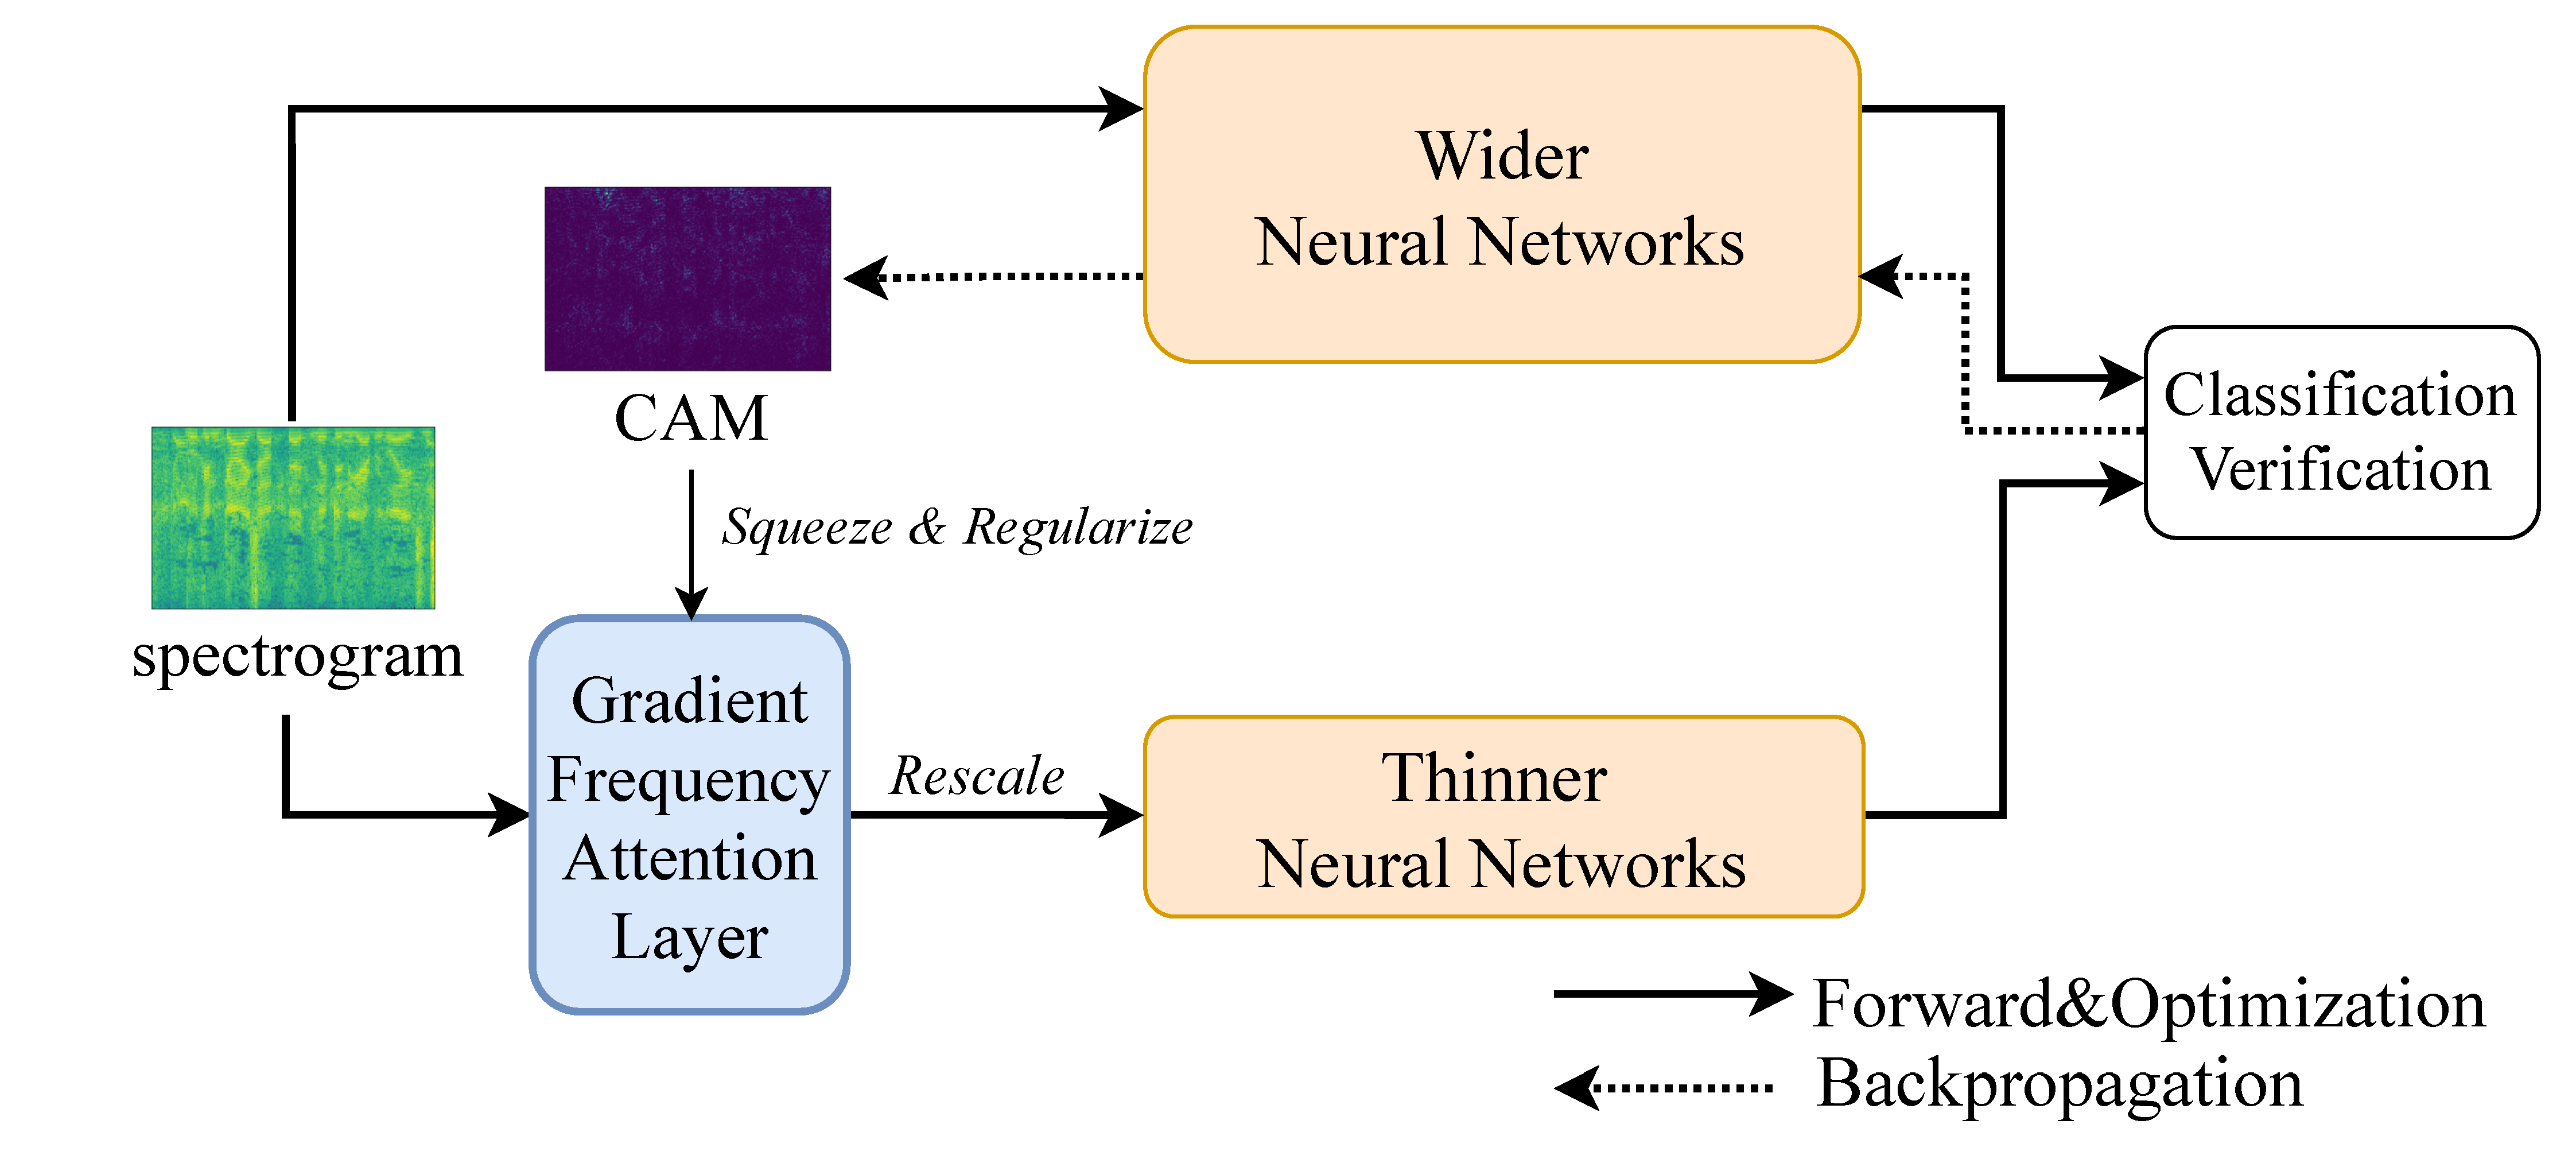 Wider
Neural Networks
CAM
Classification
Verification
Squeeze & Regularize
spectrogram
Gradient
Frequency
Attention
Layer
Rescale
Thinner
Neural Networks
Forward&Optimization
Backpropagation